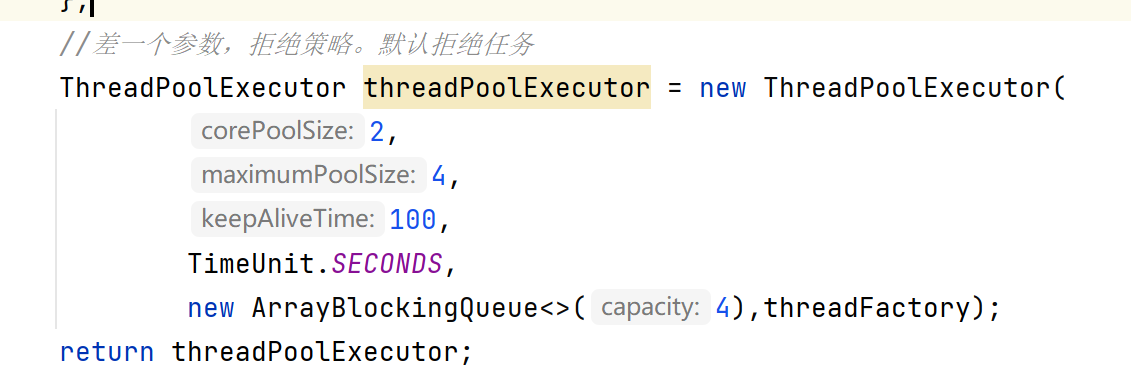 };
//差一个参数，拒绝策略。默认拒绝任务
ThreadPoolExecutor threadPoolExecutor = new ThreadPoolExecutor(
corePoolSize: 2,
maximumPoolSize: 4,
keepAliveTime: 100,
TimeUnit.SECONDS,
new ArrayBlockingQueue<>( capacity: 4),threadFactory);
return threadPoolExecutor;